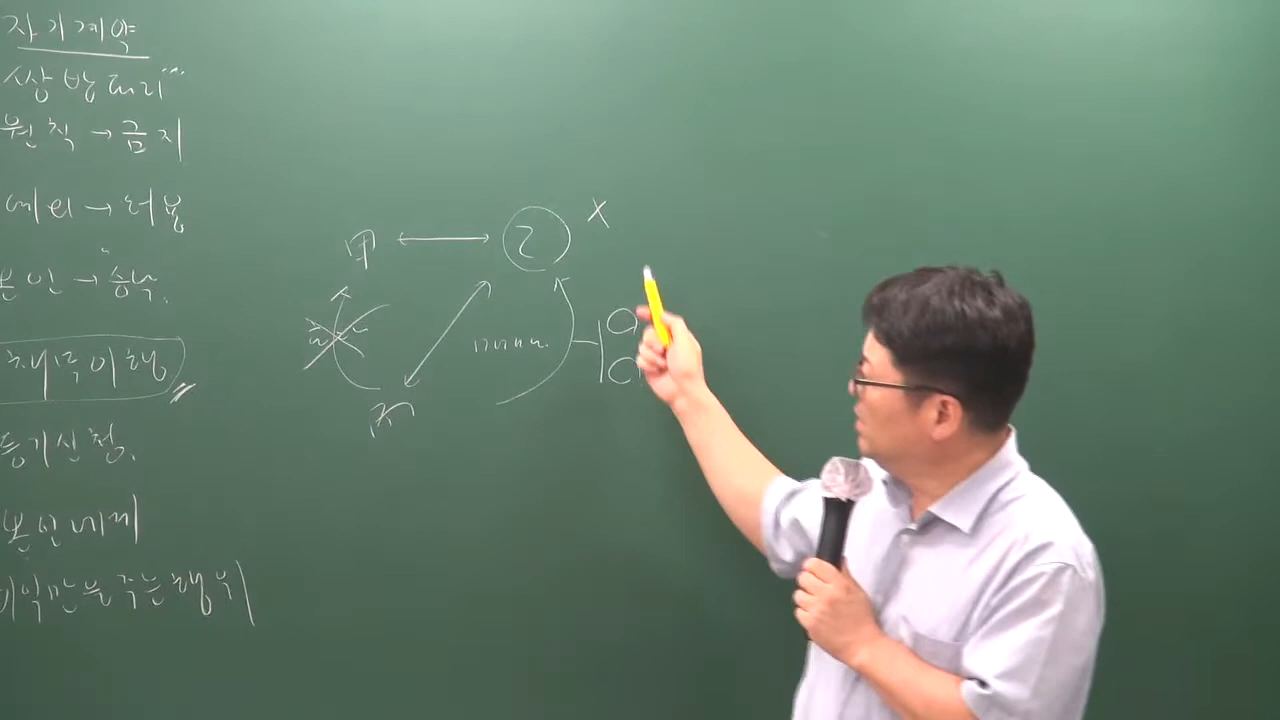 자기계약
쌍방대리
원칙 → 금지
예외 → 허용
본인 → 승낙.
채무이행
등기신청.
본인에게
이익만을 주는 행위
甲 ↔ 乙 X
丙